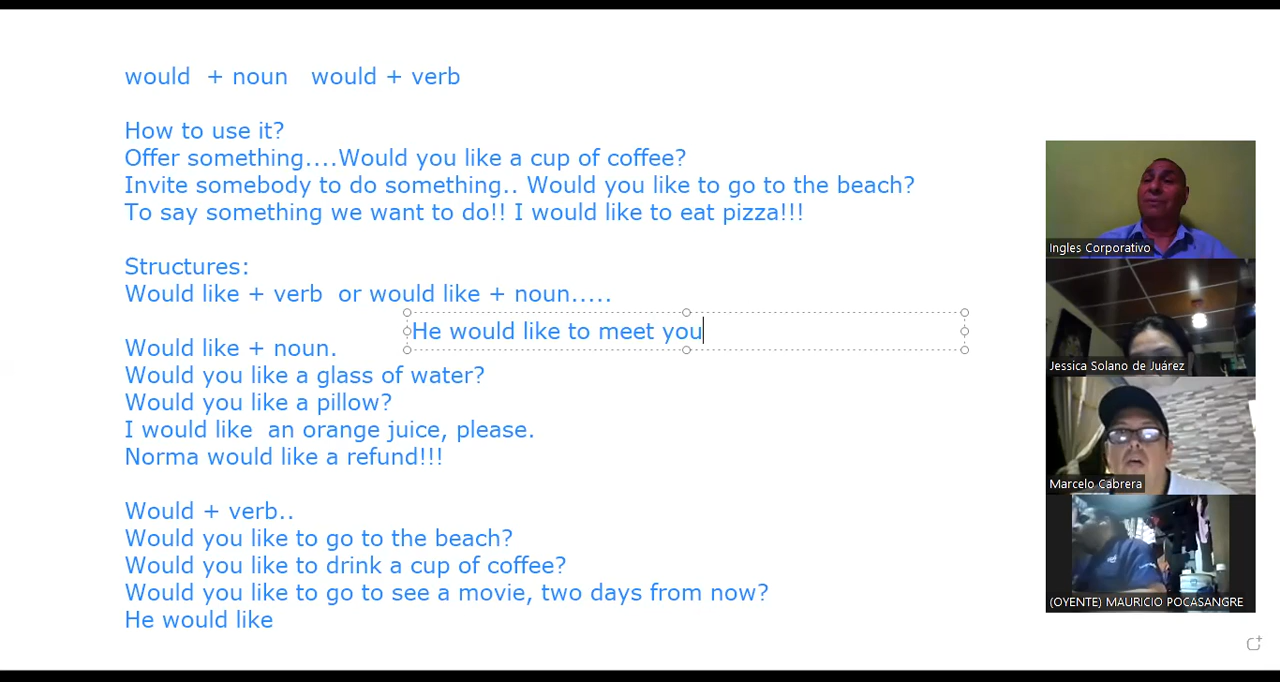 would  + noun   would + verb
How to use it?
Offer something....Would you like a cup of coffee?
Invite somebody to do something.. Would you like to go to the beach?
To say something we want to do!! I would like to eat pizza!!!
Structures:
Would like + verb  or would like + noun.....
He would like to meet you
Would like + noun.
Would you like a glass of water?
Would you like a pillow?
I would like  an orange juice, please.
Norma would like a refund!!!
Would + verb..
Would you like to go to the beach?
Would you like to drink a cup of coffee?
Would you like to go to see a movie, two days from now?
He would like
Ingles Corporativo
Jessica Solano de Juárez
Marcelo Cabrera
(OYENTE) MAURICIO POCASANGRE